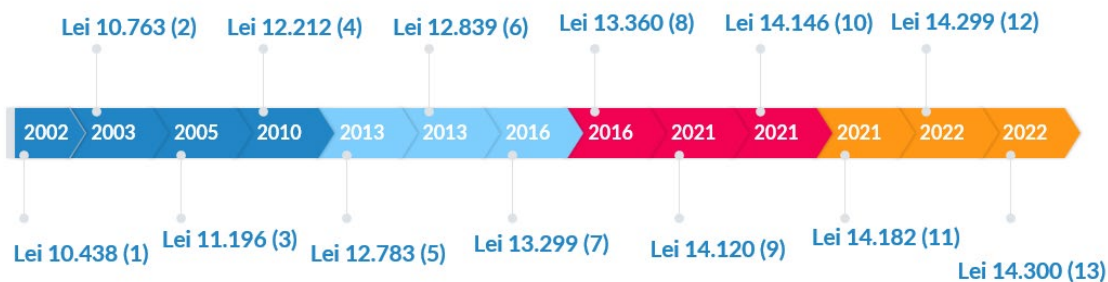 Lei 10.763 (2) Lei 12.212 (4) Lei 12.839 (6) Lei 13.360 (8) Lei 14.146 (10) Lei 14.299 (12)
2002 2003 2005 2010 2013 2013 2016 2016 2021 2021 2021 2022 2022
Lei 10.438 (1) Lei 11.196 (3) Lei 12.783 (5) Lei 13.299 (7) Lei 14.120 (9) Lei 14.182 (11) Lei 14.300 (13)